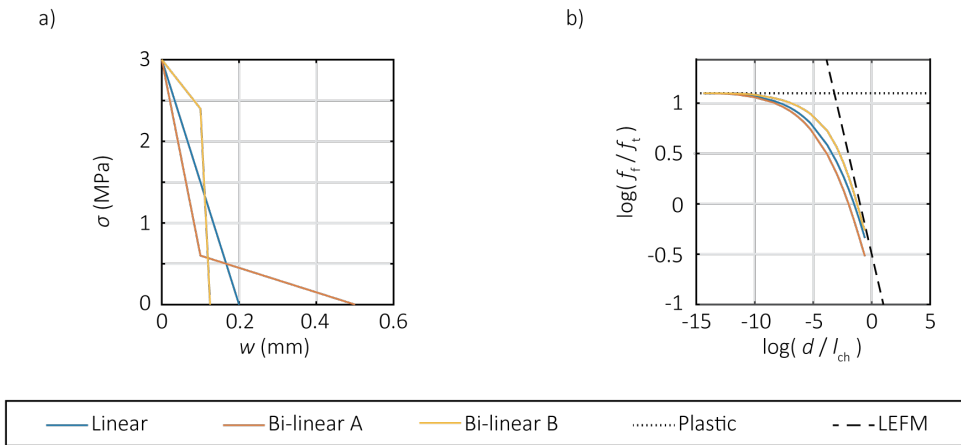 a)
b)
3
2
1
0
σ (MPa)
0
0.2
0.4
0.6
w (mm)
1
0.5
0
-0.5
-1
log( f_f / f_t )
-15
-10
-5
0
5
log( d / l_ch )
Linear
Bi-linear A
Bi-linear B
Plastic
LEFM